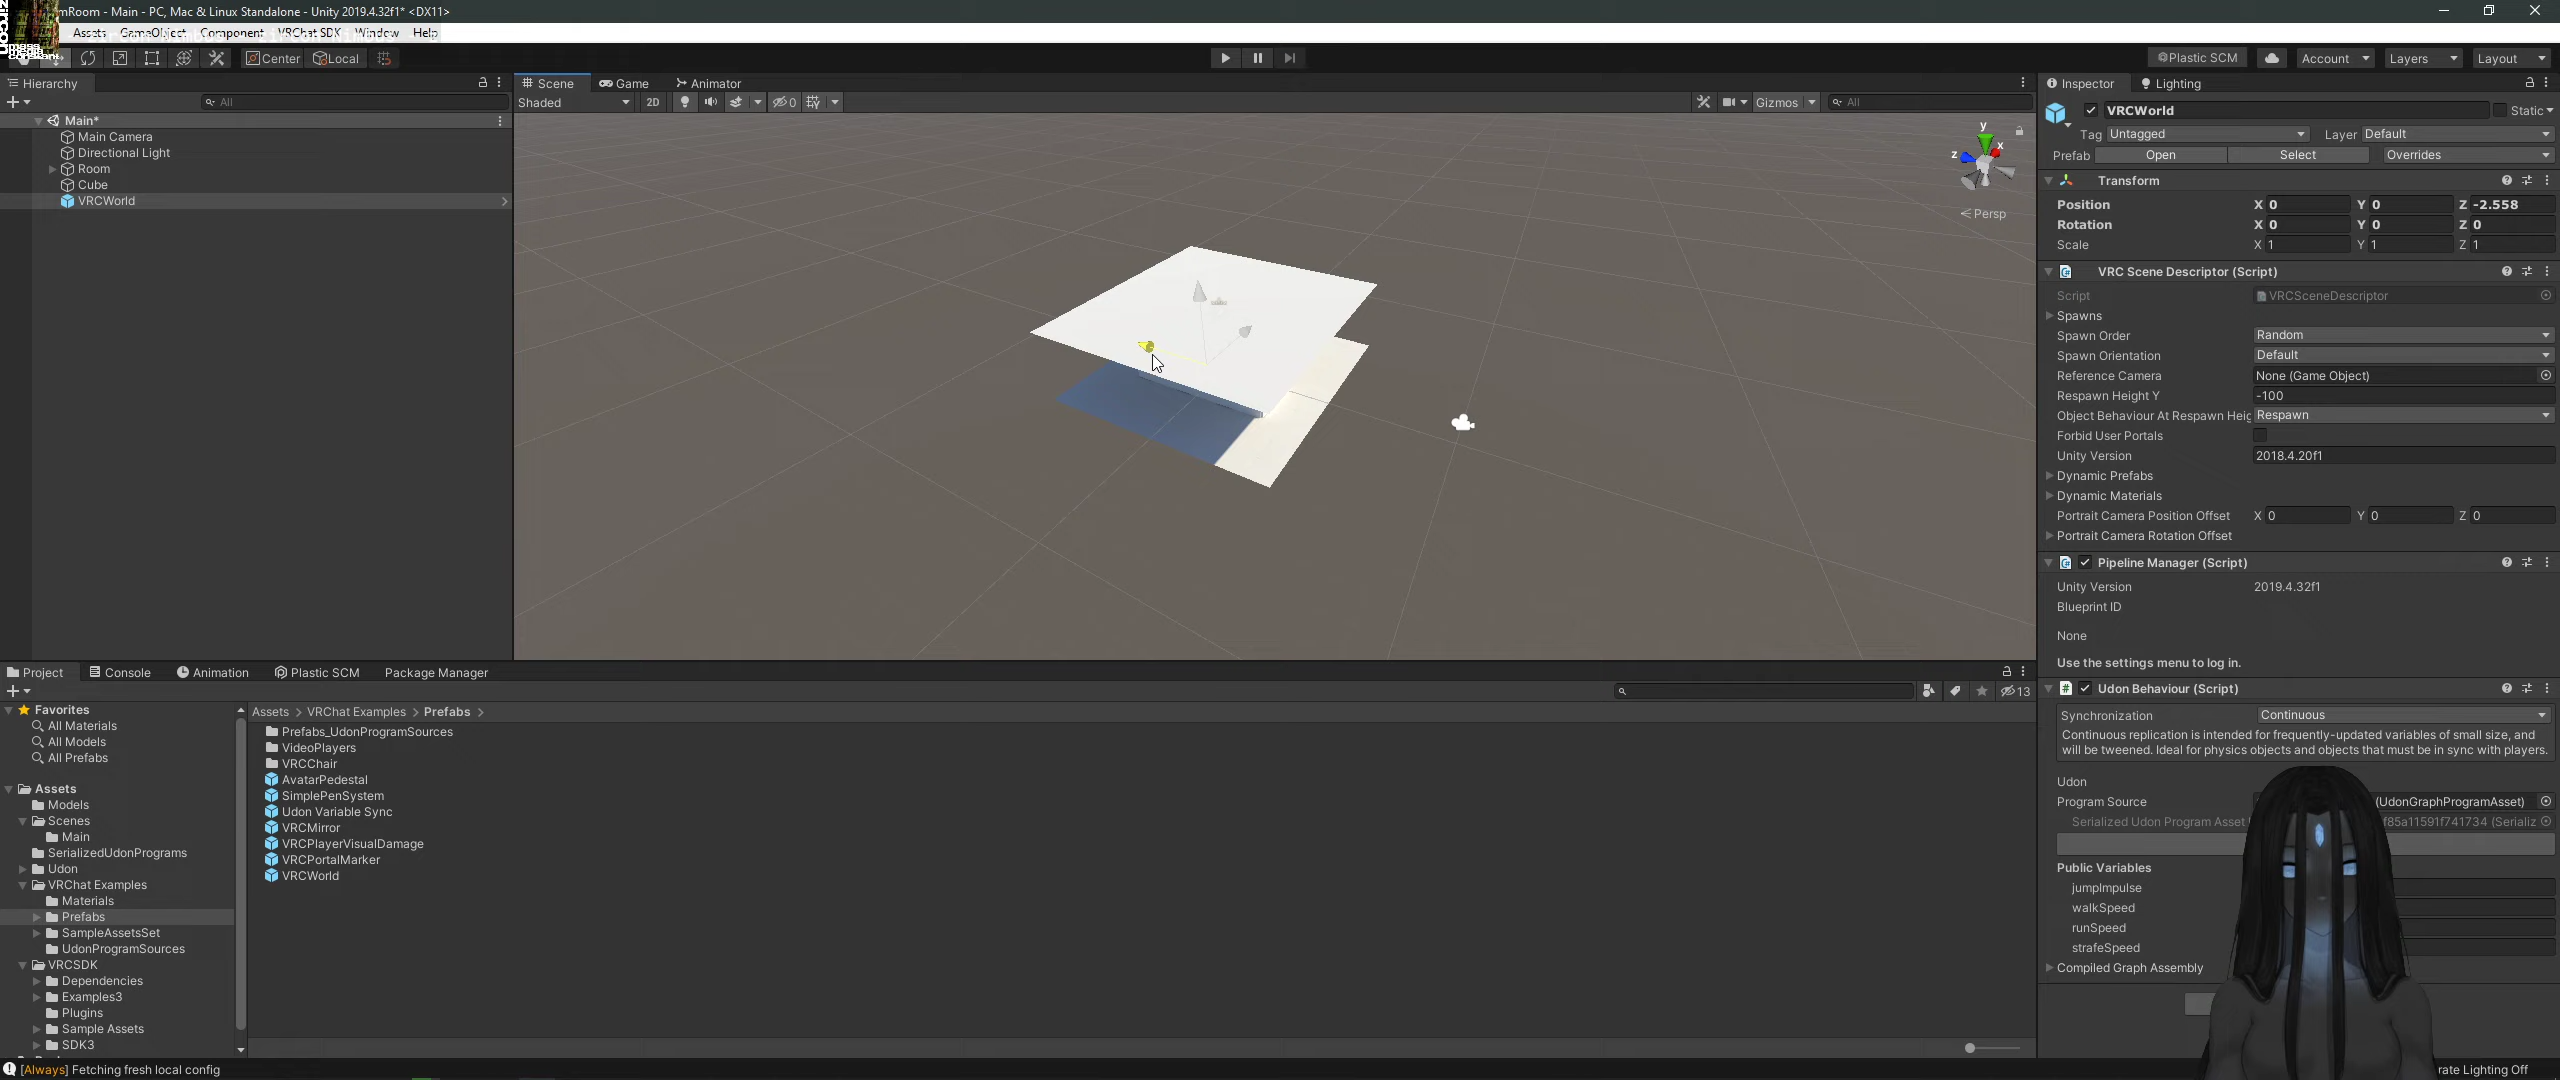 mRoom - Main - PC, Mac & Linux Standalone - Unity 2019.4.32f1* <DX11>
Assets GameObject Component VRChat SDK Window Help
Center Local
Plastic SCM Account Layers Layout
Hierarchy
All
Main*
Main Camera
Directional Light
Room
Cube
VRCWorld
Scene Game Animator
Shaded 2D 0 Gizmos All
y
x
z
Persp
Inspector Lighting
VRCWorld Static
Tag Untagged Layer Default
Prefab Open Select Overrides
Transform
Position X 0 Y 0 Z -2.558
Rotation X 0 Y 0 Z 0
Scale X 1 Y 1 Z 1
VRC Scene Descriptor (Script)
Script VRCSceneDescriptor
Spawns
Spawn Order Random
Spawn Orientation Default
Reference Camera None (Game Object)
Respawn Height Y -100
Object Behaviour At Respawn Heig Respawn
Forbid User Portals
Unity Version 2018.4.20f1
Dynamic Prefabs
Dynamic Materials
Portrait Camera Position Offset X 0 Y 0 Z 0
Portrait Camera Rotation Offset
Pipeline Manager (Script)
Unity Version 2019.4.32f1
Blueprint ID
None
Use the settings menu to log in.
Udon Behaviour (Script)
Synchronization Continuous
Continuous replication is intended for frequently-updated variables of small size, and
will be tweened. Ideal for physics objects and objects that must be in sync with players.
Udon
Program Source (UdonGraphProgramAsset)
Serialized Udon Program Asset f85a11591f741734 (Serializ
Public Variables
jumpImpulse
walkSpeed
runSpeed
strafeSpeed
Compiled Graph Assembly
Project Console Animation Plastic SCM Package Manager
13
Favorites
All Materials
All Models
All Prefabs
Assets
Models
Scenes
Main
SerializedUdonPrograms
Udon
VRChat Examples
Materials
Prefabs
SampleAssetsSet
UdonProgramSources
VRCSDK
Dependencies
Examples3
Plugins
Sample Assets
SDK3
Assets > VRChat Examples > Prefabs >
Prefabs_UdonProgramSources
VideoPlayers
VRCChair
AvatarPedestal
SimplePenSystem
Udon Variable Sync
VRCMirror
VRCPlayerVisualDamage
VRCPortalMarker
VRCWorld
[Always] Fetching fresh local config
rate Lighting Off